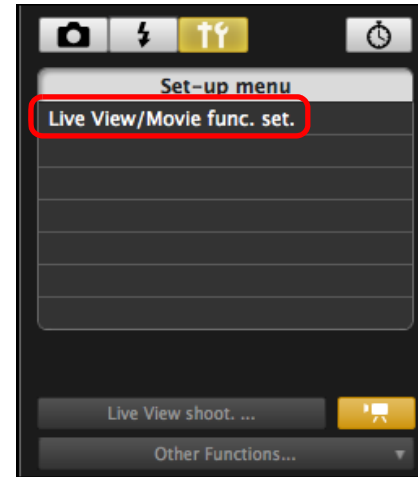 Set-up menu
Live View/Movie func. set.
Live View shoot. ...
Other Functions...